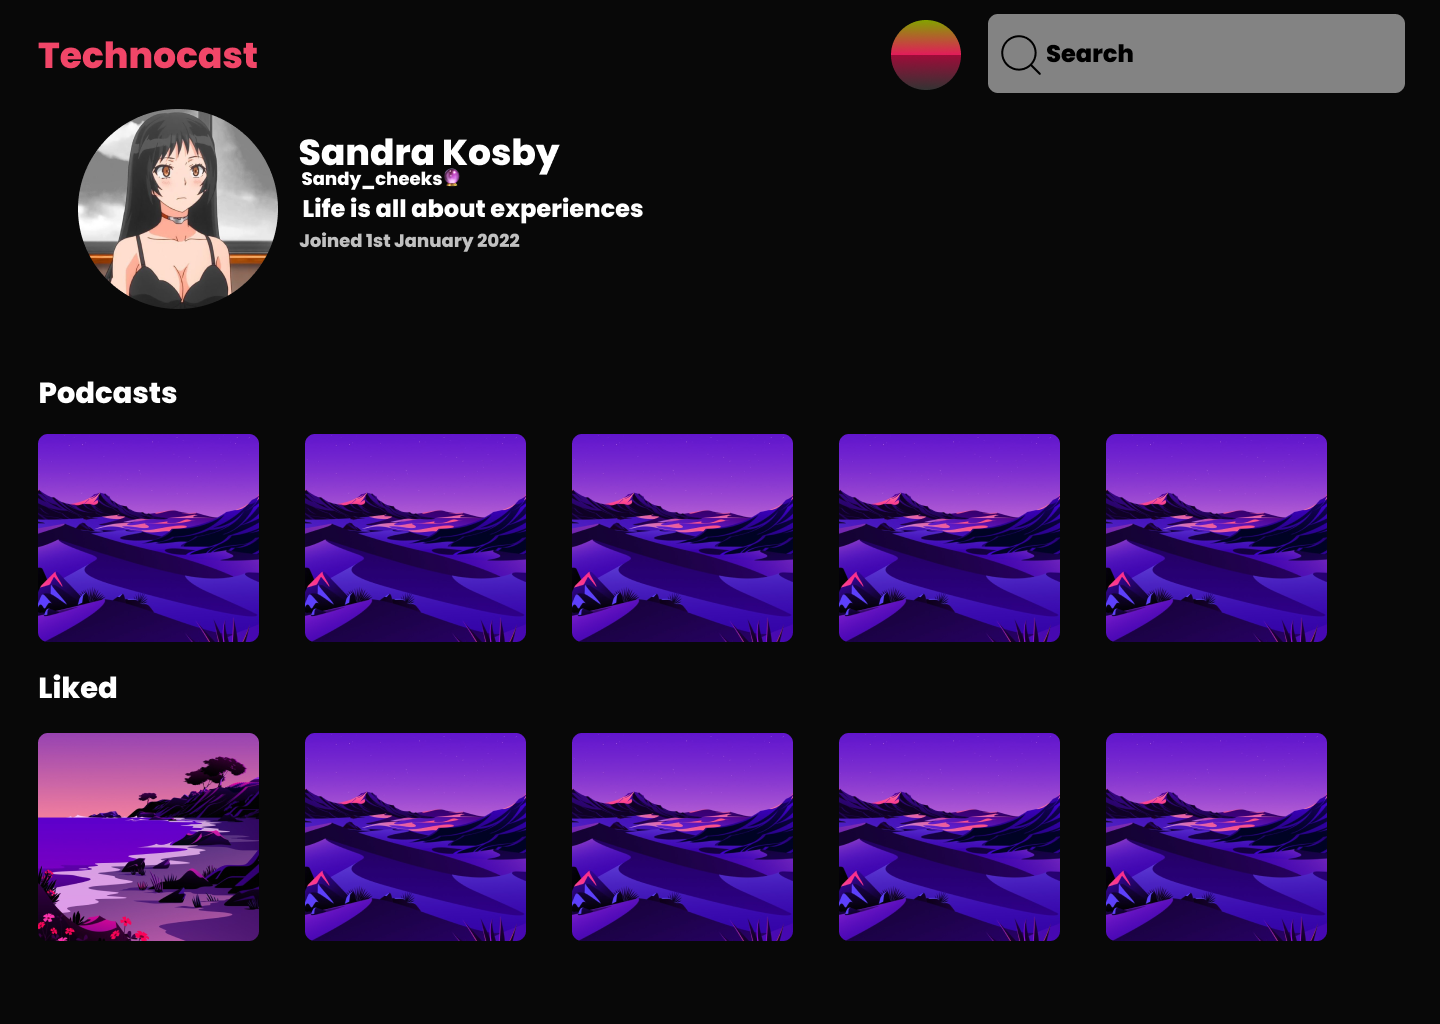 Technocast
Search
Sandra Kosby
Sandy_cheeks🔮
Life is all about experiences
Joined 1st January 2022
Podcasts
Liked